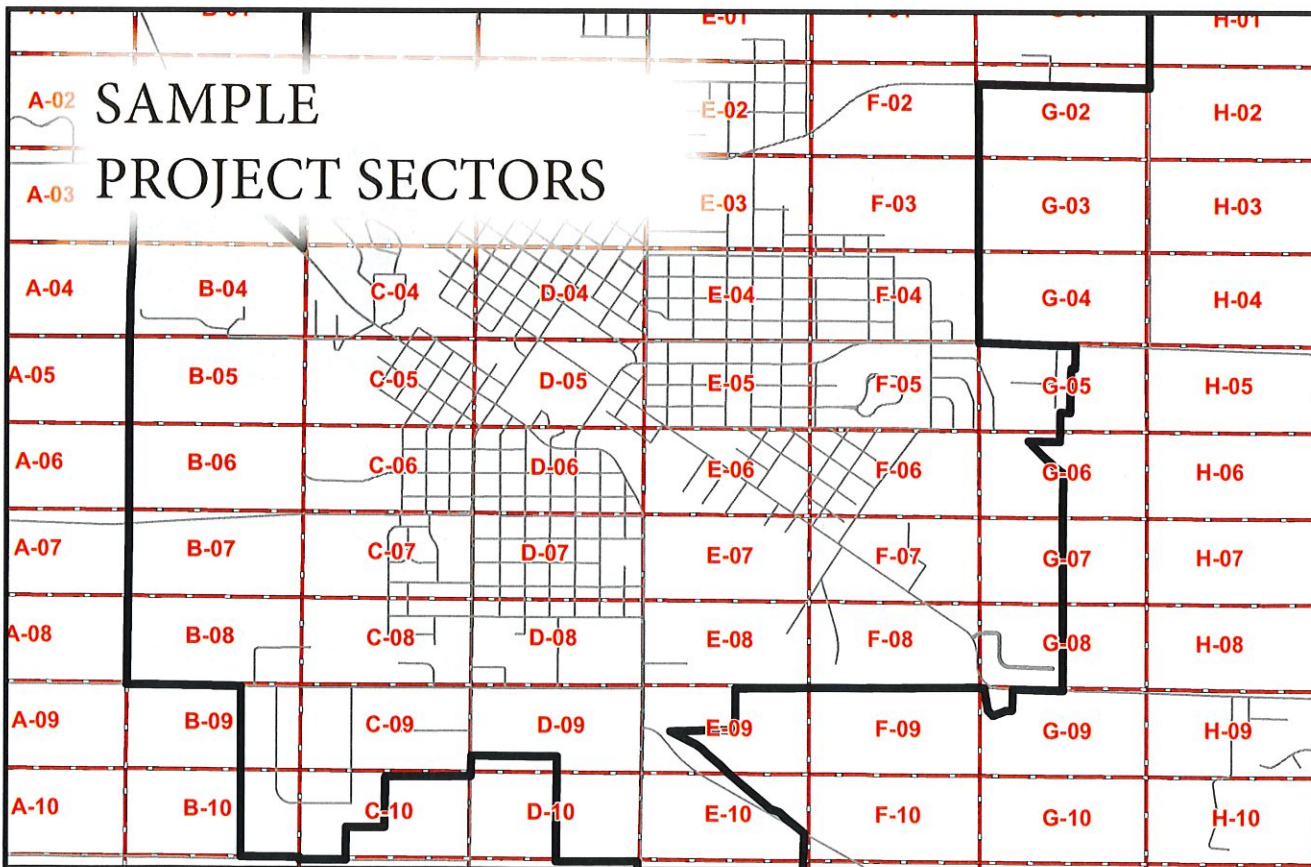 E-01 H-01
SAMPLE
PROJECT SECTORS
A-02 E-02 F-02 G-02 H-02
A-03 E-03 F-03 G-03 H-03
A-04 B-04 C-04 D-04 E-04 F-04 G-04 H-04
A-05 B-05 C-05 D-05 E-05 F-05 G-05 H-05
A-06 B-06 C-06 D-06 E-06 F-06 G-06 H-06
A-07 B-07 C-07 D-07 E-07 F-07 G-07 H-07
A-08 B-08 C-08 D-08 E-08 F-08 G-08 H-08
A-09 B-09 C-09 D-09 E-09 F-09 G-09 H-09
A-10 B-10 C-10 D-10 E-10 F-10 G-10 H-10